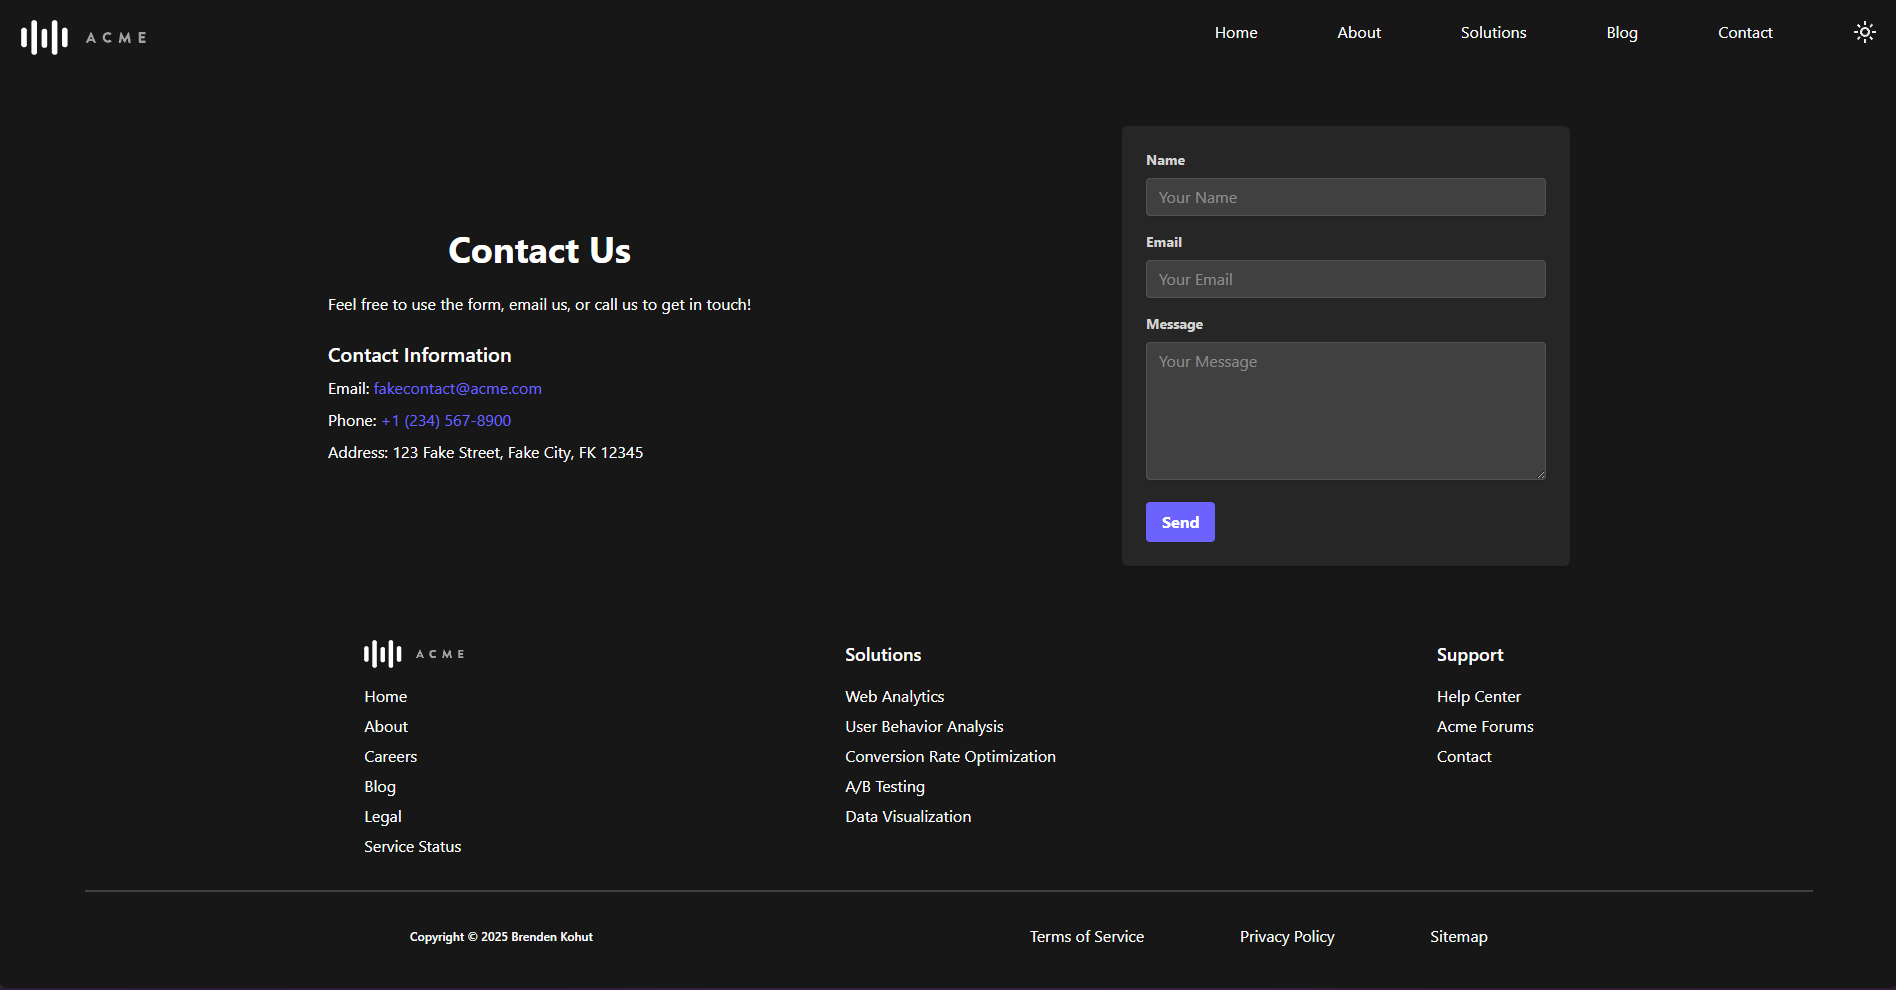 ACME
Home About Solutions Blog Contact
Contact Us
Feel free to use the form, email us, or call us to get in touch!
Contact Information
Email: fakecontact@acme.com
Phone: +1 (234) 567-8900
Address: 123 Fake Street, Fake City, FK 12345
Name
Your Name
Email
Your Email
Message
Your Message
Send
ACME
Home
About
Careers
Blog
Legal
Service Status
Solutions
Web Analytics
User Behavior Analysis
Conversion Rate Optimization
A/B Testing
Data Visualization
Support
Help Center
Acme Forums
Contact
Copyright © 2025 Brenden Kohut
Terms of Service Privacy Policy Sitemap